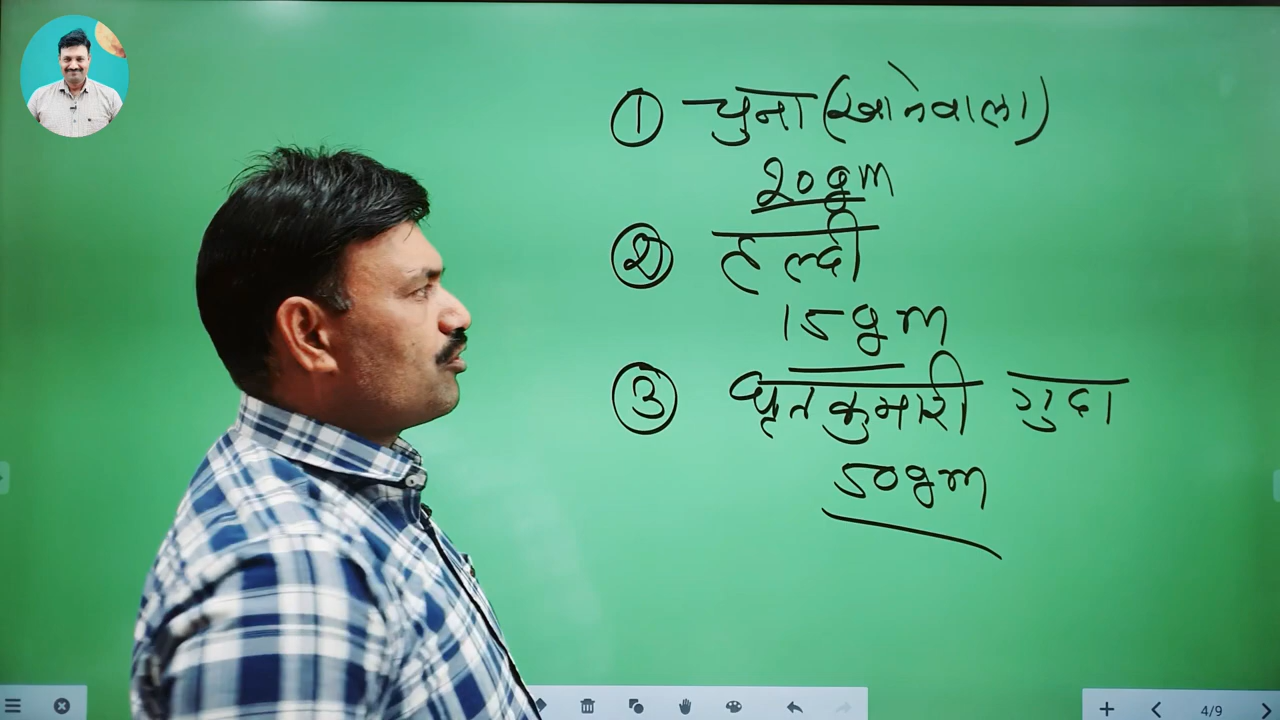 ① चुना (खानेवाला)
20gm
② हल्दी
15gm
③ घृतकुमारी गुदा
50gm
4/9